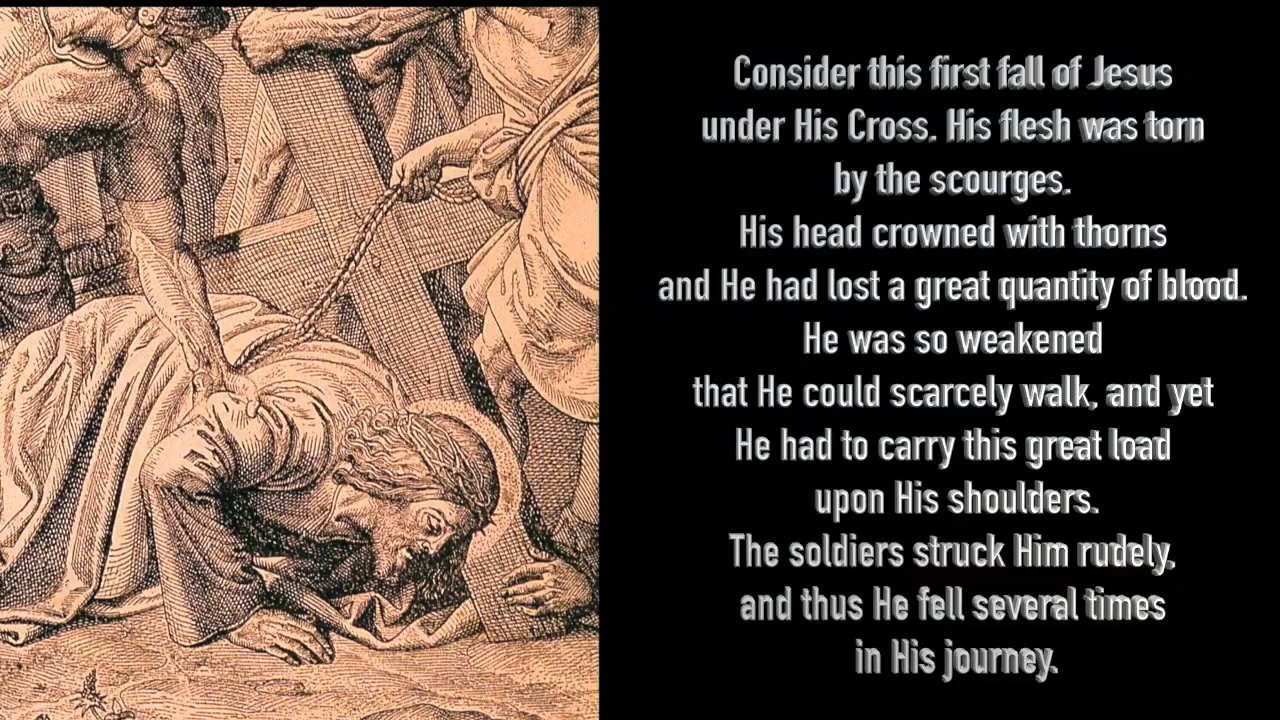 Consider this first fall of Jesus
under His Cross. His flesh was torn
by the scourges.
His head crowned with thorns
and He had lost a great quantity of blood.
He was so weakened
that He could scarcely walk, and yet
He had to carry this great load
upon His shoulders.
The soldiers struck Him rudely,
and thus He fell several times
in His journey.